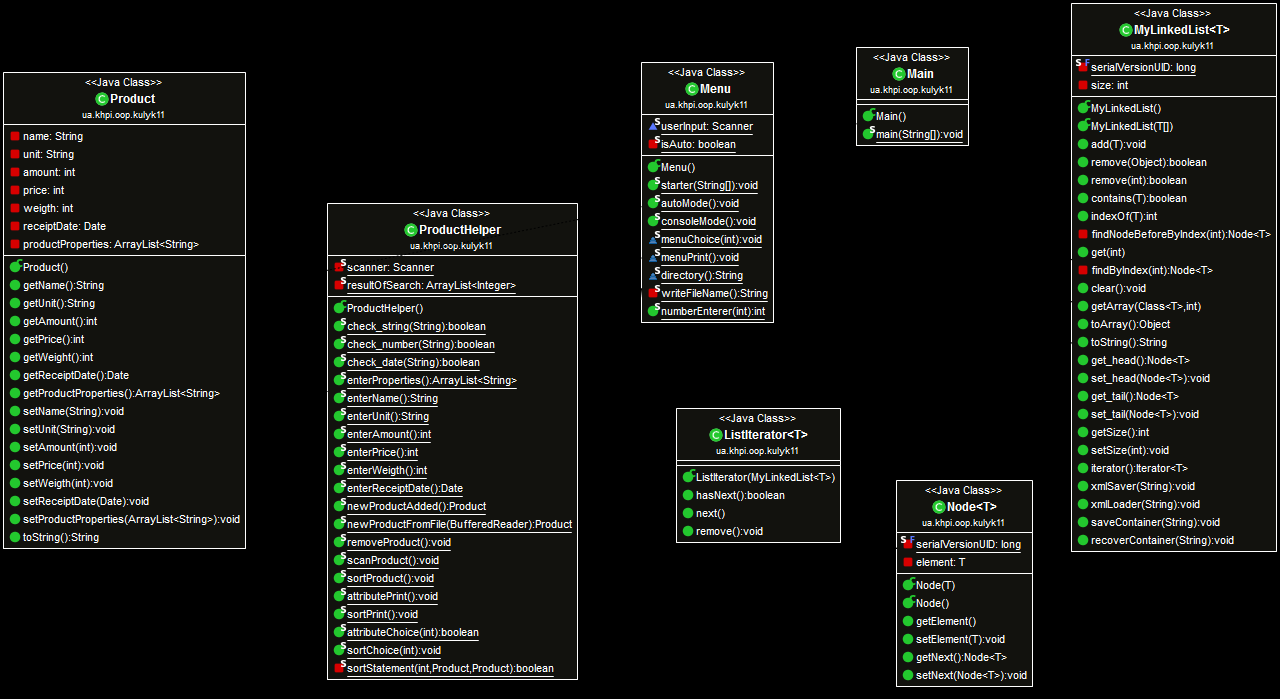 <<Java Class>>
Product
ua.khpi.oop.kulyk11
name: String
unit: String
amount: int
price: int
weigth: int
receiptDate: Date
productProperties: ArrayList<String>
Product()
getName():String
getUnit():String
getAmount():int
getPrice():int
getWeight():int
getReceiptDate():Date
getProductProperties():ArrayList<String>
setName(String):void
setUnit(String):void
setAmount(int):void
setPrice(int):void
setWeigth(int):void
setReceiptDate(Date):void
setProductProperties(ArrayList<String>):void
toString():String
<<Java Class>>
ProductHelper
ua.khpi.oop.kulyk11
scanner: Scanner
resultOfSearch: ArrayList<Integer>
ProductHelper()
check_string(String):boolean
check_number(String):boolean
check_date(String):boolean
enterProperties():ArrayList<String>
enterName():String
enterUnit():String
enterAmount():int
enterPrice():int
enterWeigth():int
enterReceiptDate():Date
newProductAdded():Product
newProductFromFile(BufferedReader):Product
removeProduct():void
scanProduct():void
sortProduct():void
attributePrint():void
sortPrint():void
attributeChoice(int):boolean
sortChoice(int):void
sortStatement(int,Product,Product):boolean
<<Java Class>>
Menu
ua.khpi.oop.kulyk11
userInput: Scanner
isAuto: boolean
Menu()
starter(String[]):void
autoMode():void
consoleMode():void
menuChoice(int):void
menuPrint():void
directory():String
writeFileName():String
numberEnterer(int):int
<<Java Class>>
Main
ua.khpi.oop.kulyk11
Main()
main(String[]):void
<<Java Class>>
ListIterator<T>
ua.khpi.oop.kulyk11
ListIterator(MyLinkedList<T>)
hasNext():boolean
next()
remove():void
<<Java Class>>
Node<T>
ua.khpi.oop.kulyk11
serialVersionUID: long
element: T
Node(T)
Node()
getElement()
setElement(T):void
getNext():Node<T>
setNext(Node<T>):void
<<Java Class>>
MyLinkedList<T>
ua.khpi.oop.kulyk11
serialVersionUID: long
size: int
MyLinkedList()
MyLinkedList(T[])
add(T):void
remove(Object):boolean
remove(int):boolean
contains(T):boolean
indexOf(T):int
findNodeBeforeByIndex(int):Node<T>
get(int)
findByIndex(int):Node<T>
clear():void
getArray(Class<T>,int)
toArray():Object
toString():String
get_head():Node<T>
set_head(Node<T>):void
get_tail():Node<T>
set_tail(Node<T>):void
getSize():int
setSize(int):void
iterator():Iterator<T>
xmlSaver(String):void
xmlLoader(String):void
saveContainer(String):void
recoverContainer(String):void